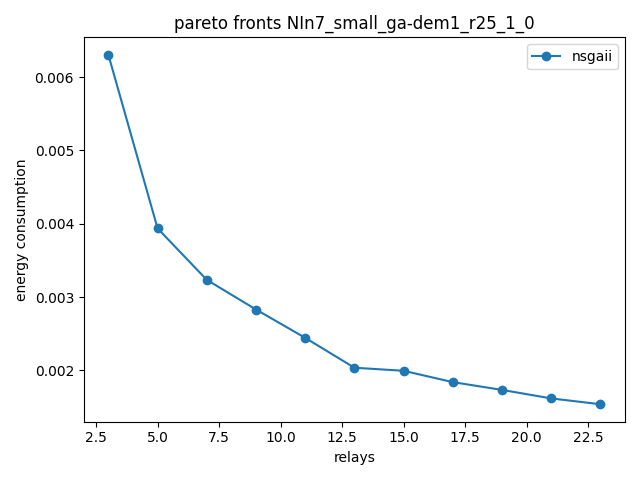 pareto fronts NIn7_small_ga-dem1_r25_1_0
nsgaii
energy consumption
0.006
0.005
0.004
0.003
0.002
2.5 5.0 7.5 10.0 12.5 15.0 17.5 20.0 22.5
relays